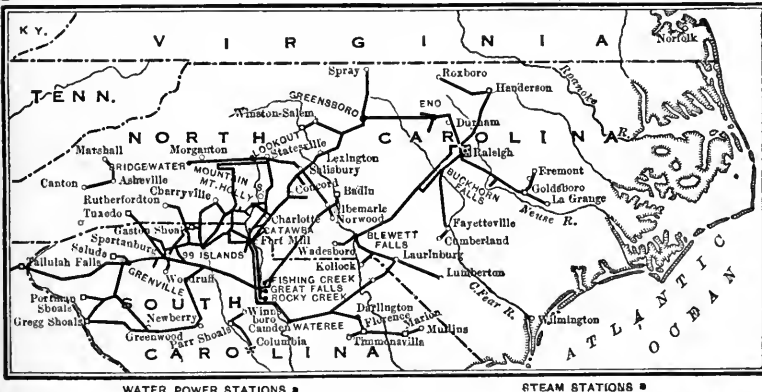 KY.
VIRGINIA
Norfolk
TENN.
Spray
Roxboro
Henderson
Roanoke R.
GREENSBORO
ENO
Durham
Winston-Salem
NORTH CAROLINA
Raleigh
Marshall
Morganton
LOOKOUT
Statesville
Lexington
Salisbury
BRIDGEWATER
MOUNTAIN IS.
MT. HOLLY
Canton
Asheville
Concord
Badin
BUCKHORN FALLS
Fremont
Goldsboro
La Grange
Neuse R.
Rutherfordton
Cherryville
Albemarle
Norwood
Tuxedo
Gaston Shoals
Charlotte
CATAWBA
Fort Mill
Fayetteville
Cumberland
Spartanburg
99 ISLANDS
Wadesboro
BLEWETT FALLS
Laurinburg
Saluda
Tallulah Falls
GRENVILLE
Woodruff
Kollock
Lumberton
FISHING CREEK
GREAT FALLS
ROCKY CREEK
C. Fear R.
Portman Shoals
SOUTH
Newberry
Winnsboro
Darlington
Wilmington
Gregg Shoals
Greenwood
Parr Shoals
Camden
WATEREE
Florence
Marion
Mullins
Columbia
Timmonsville
CAROLINA
ATLANTIC OCEAN
WATER POWER STATIONS
STEAM STATIONS